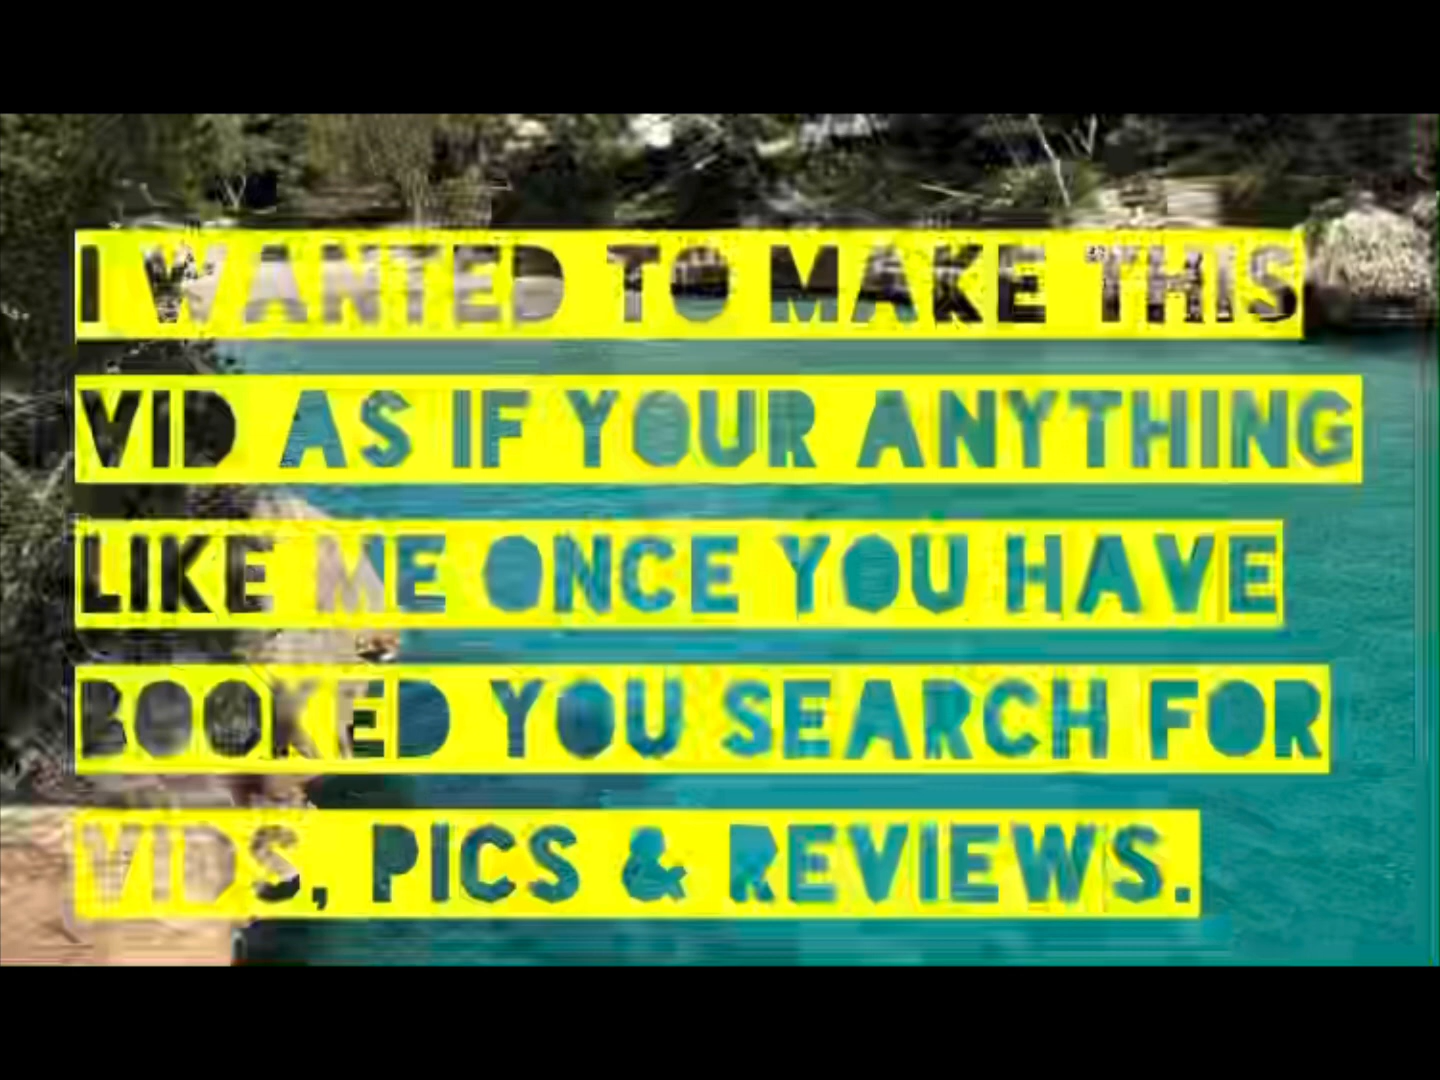 I WANTED TO MAKE THIS
VID AS IF YOUR ANYTHING
LIKE ME ONCE YOU HAVE
BOOKED YOU SEARCH FOR
VIDS, PICS & REVIEWS.